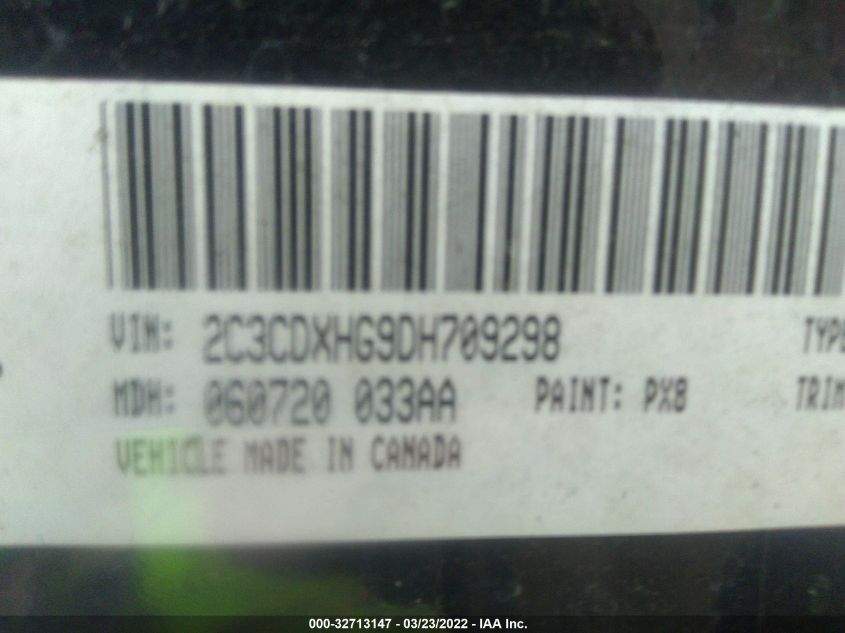 VIN: 2C3CDXHG9DH709298 TYPE
MDH: 060720 033AA PAINT: PX8 TRIM
VEHICLE MADE IN CANADA
000-32713147 - 03/23/2022 - IAA Inc.